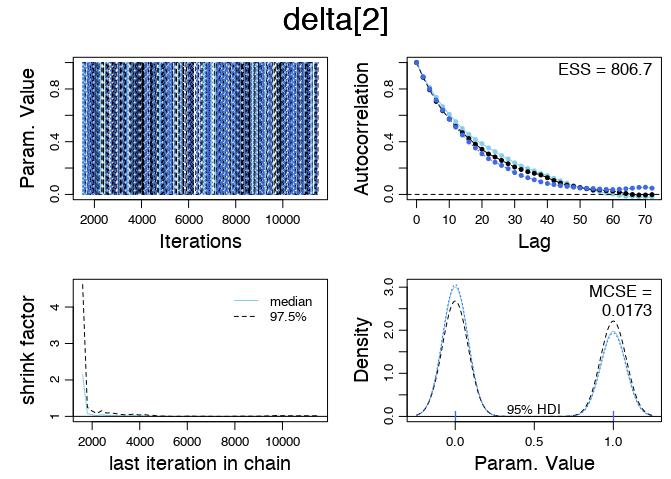 delta[2]
Param. Value
0.0 0.4 0.8
2000 4000 6000 8000 10000
Iterations
ESS = 806.7
Autocorrelation
0.0 0.4 0.8
0 10 20 30 40 50 60 70
Lag
shrink factor
1 2 3 4
median
97.5%
2000 4000 6000 8000 10000
last iteration in chain
MCSE =
0.0173
Density
0.0 1.0 2.0 3.0
95% HDI
0.0 0.5 1.0
Param. Value